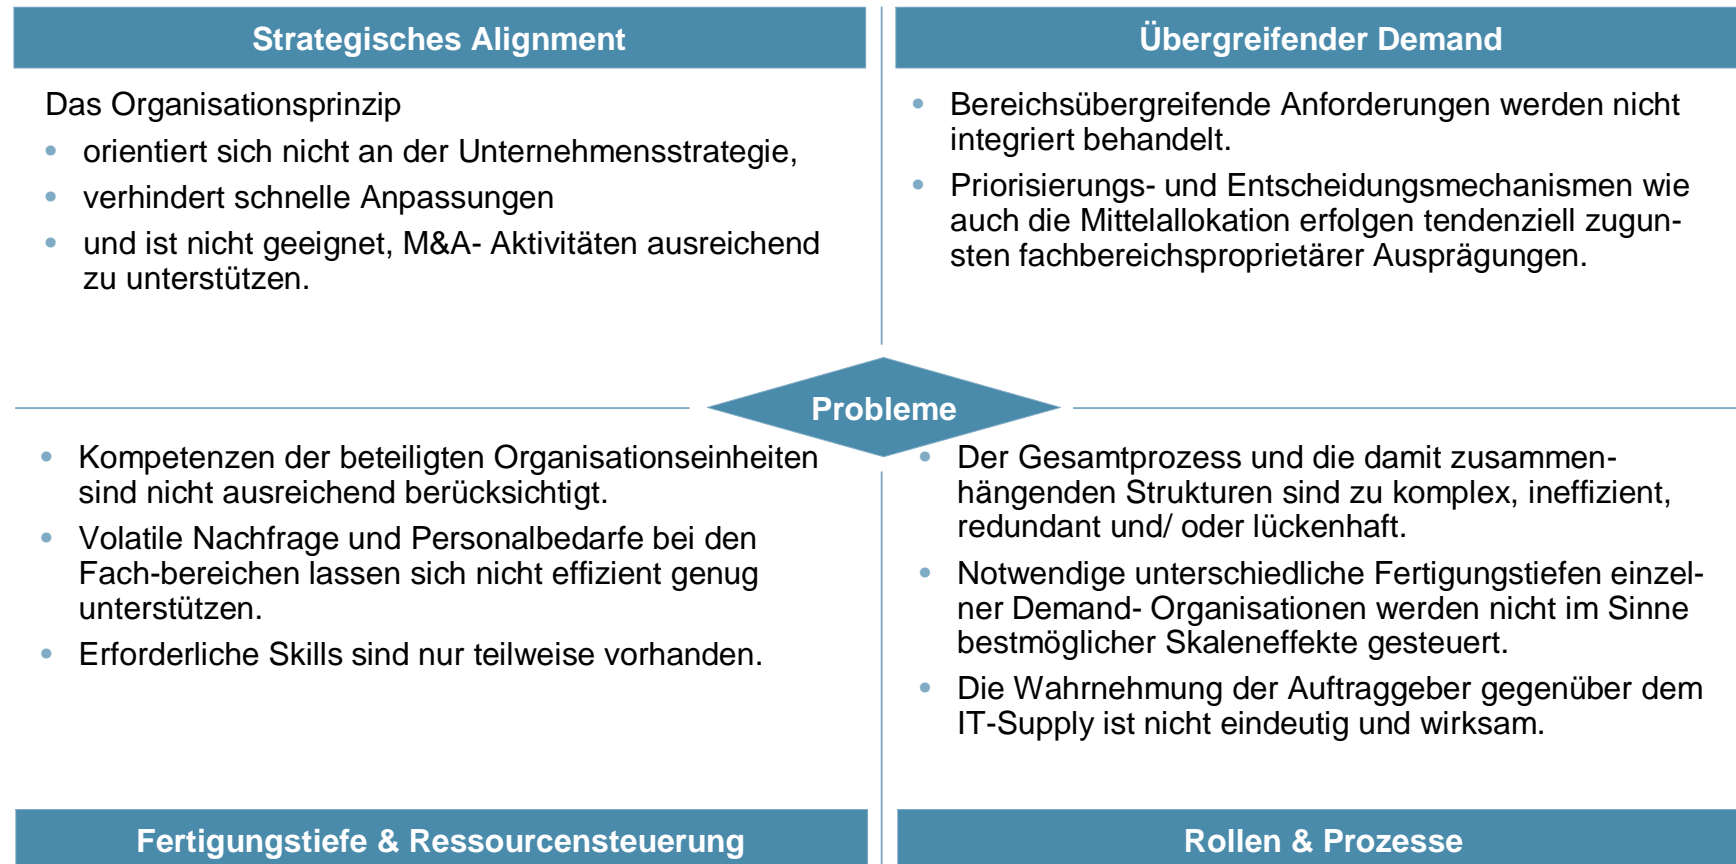 Strategisches Alignment
Das Organisationsprinzip
• orientiert sich nicht an der Unternehmensstrategie,
• verhindert schnelle Anpassungen
• und ist nicht geeignet, M&A- Aktivitäten ausreichend
zu unterstützen.
Übergreifender Demand
• Bereichsübergreifende Anforderungen werden nicht
integriert behandelt.
• Priorisierungs- und Entscheidungsmechanismen wie
auch die Mittelallokation erfolgen tendenziell zugun-
sten fachbereichsproprietärer Ausprägungen.
Probleme
• Kompetenzen der beteiligten Organisationseinheiten
sind nicht ausreichend berücksichtigt.
• Volatile Nachfrage und Personalbedarfe bei den
Fach-bereichen lassen sich nicht effizient genug
unterstützen.
• Erforderliche Skills sind nur teilweise vorhanden.
Fertigungstiefe & Ressourcensteuerung
• Der Gesamtprozess und die damit zusammen-
hängenden Strukturen sind zu komplex, ineffizient,
redundant und/ oder lückenhaft.
• Notwendige unterschiedliche Fertigungstiefen einzel-
ner Demand- Organisationen werden nicht im Sinne
bestmöglicher Skaleneffekte gesteuert.
• Die Wahrnehmung der Auftraggeber gegenüber dem
IT-Supply ist nicht eindeutig und wirksam.
Rollen & Prozesse